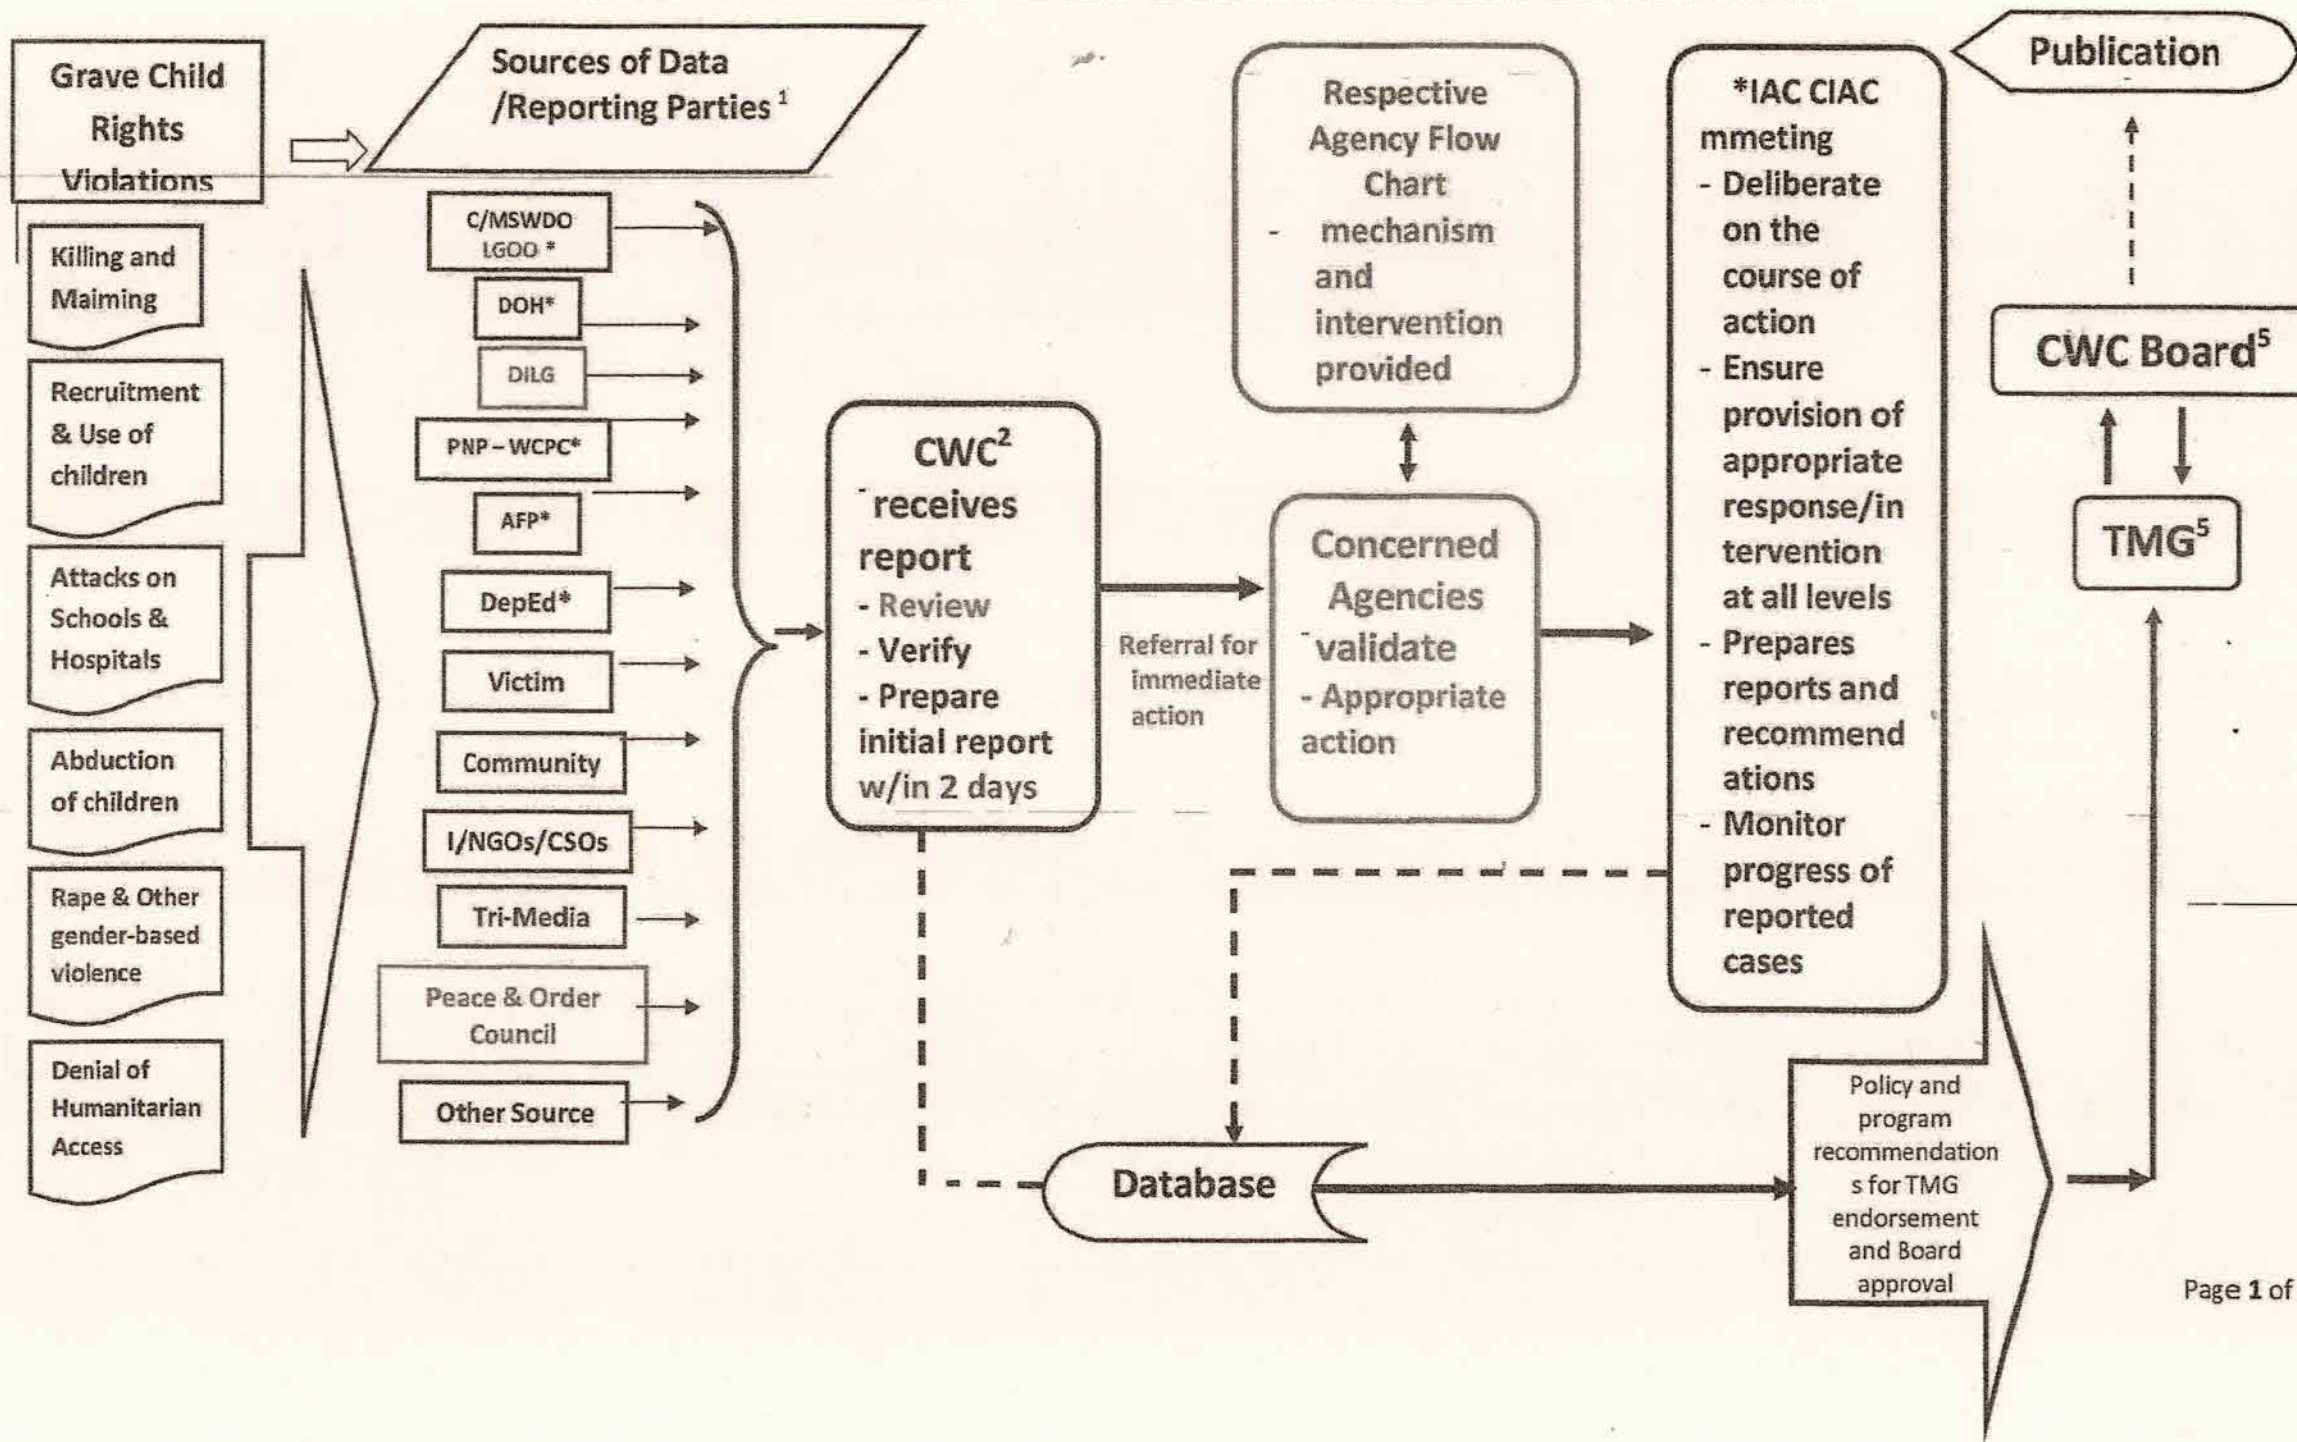 Grave Child
Rights
Violations
Killing and
Maiming
Recruitment
& Use of
children
Attacks on
Schools &
Hospitals
Abduction
of children
Rape & Other
gender-based
violence
Denial of
Humanitarian
Access
Sources of Data
/Reporting Parties 1
C/MSWDO
LGOO *
DOH*
DILG
PNP – WCPC*
AFP*
DepEd*
Victim
Community
I/NGOs/CSOs
Tri-Media
Peace & Order
Council
Other Source
CWC2
- receives
report
- Review
- Verify
- Prepare
initial report
w/in 2 days
Referral for
immediate
action
Respective
Agency Flow
Chart
- mechanism
and
intervention
provided
Concerned
Agencies
- validate
- Appropriate
action
*IAC CIAC
mmeting
- Deliberate
on the
course of
action
- Ensure
provision of
appropriate
response/in
tervention
at all levels
- Prepares
reports and
recommend
ations
- Monitor
progress of
reported
cases
Database
Policy and
program
recommendation
s for TMG
endorsement
and Board
approval
Publication
CWC Board5
TMG5
Page 1 of